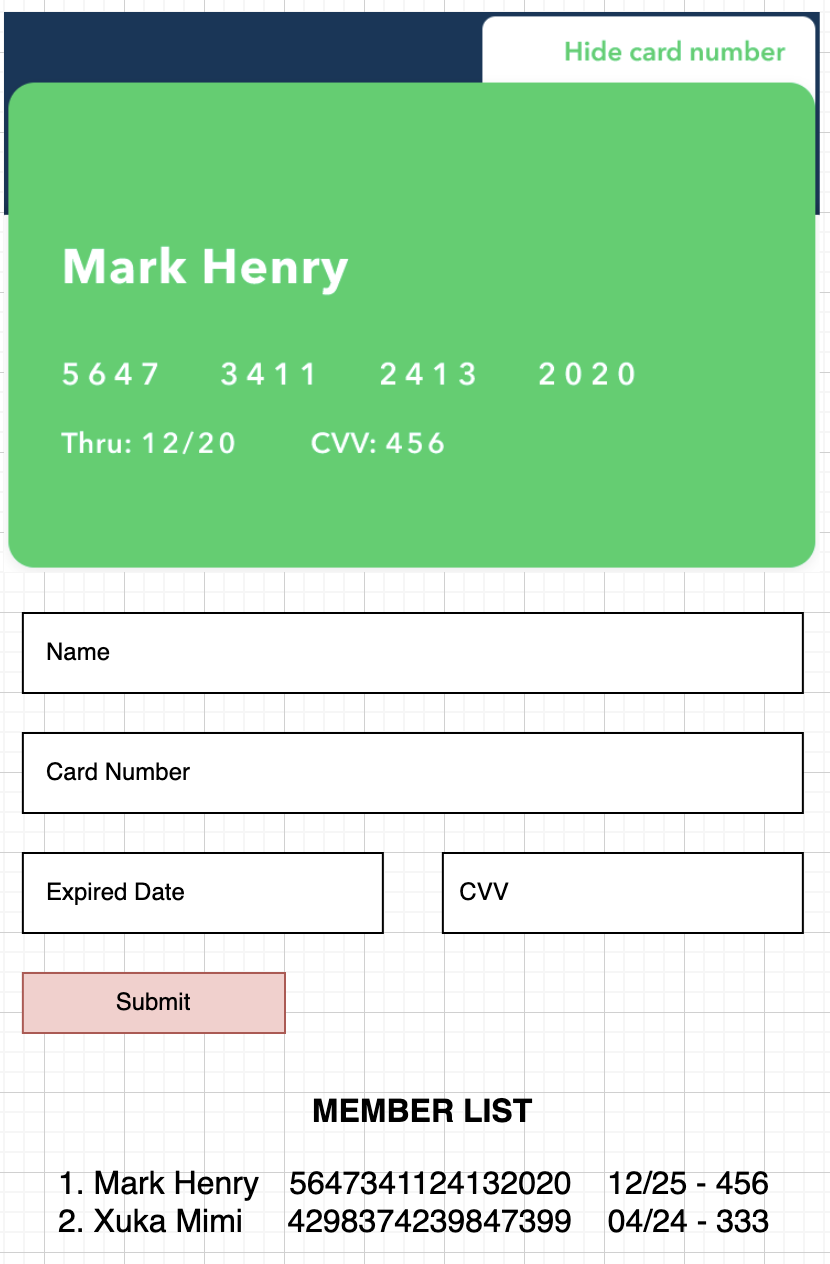 Hide card number
Mark Henry
5647 3411 2413 2020
Thru: 12/20 CVV: 456
Name
Card Number
Expired Date CVV
Submit
MEMBER LIST
1. Mark Henry 5647341124132020 12/25 - 456
2. Xuka Mimi 4298374239847399 04/24 - 333